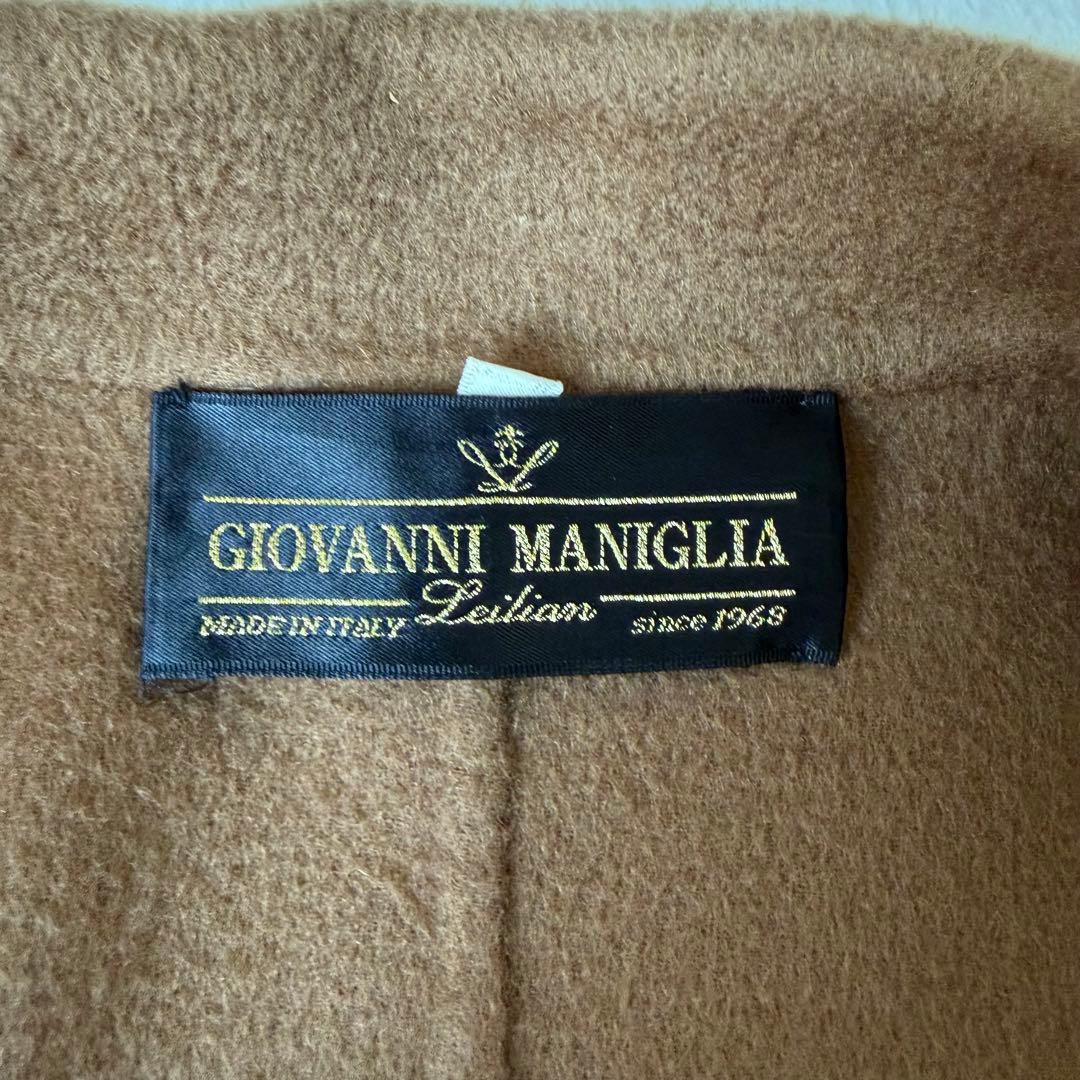 GIOVANNI MANIGLIA
Leilian
MADE IN ITALY since 1968